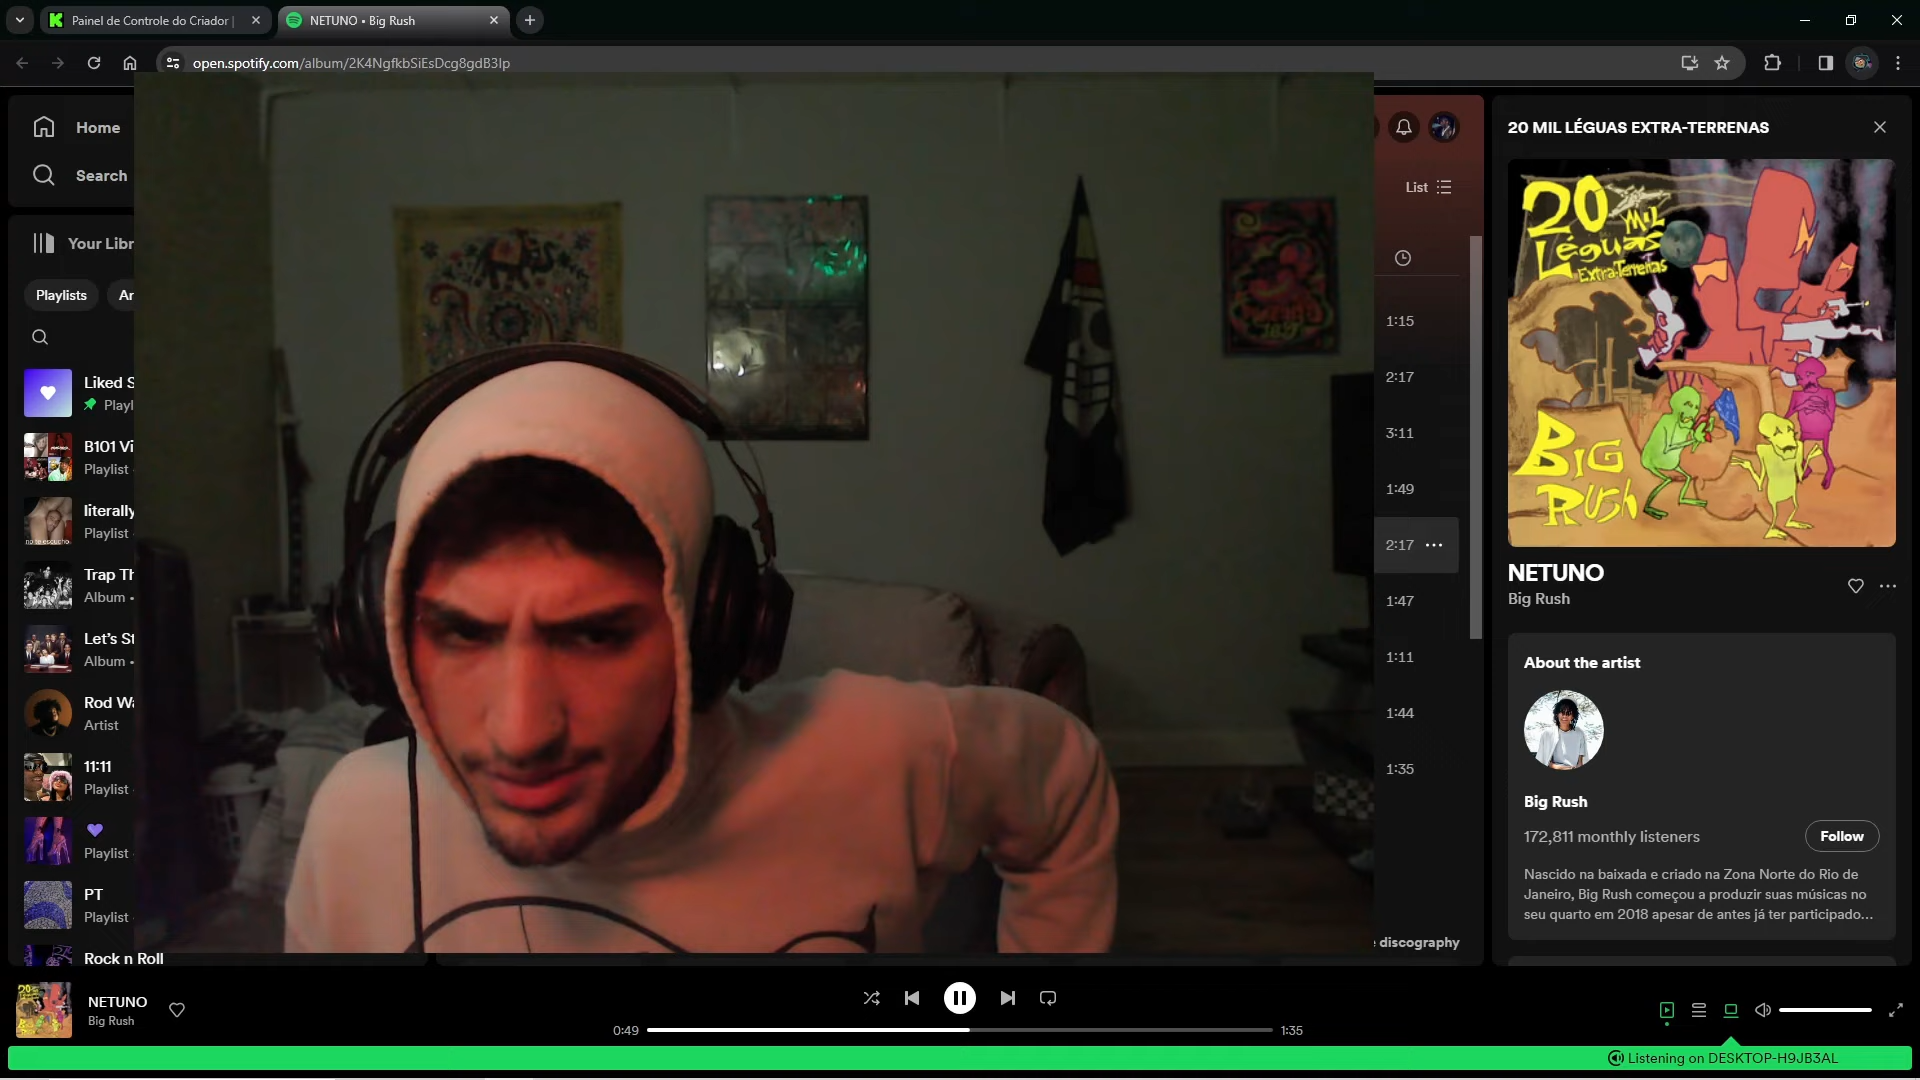 Painel de Controle do Criador |
NETUNO • Big Rush
open.spotify.com/album/2K4NgfkbSiEsDcg8gdB3Ip
Home
Search
Your Libr
Playlists
Ar
Liked S
Playl
B101 Vi
Playlist
literally
Playlist
no te escucho
Trap Th
Album •
Let's St
Album •
Rod Wa
Artist
11:11
Playlist
Playlist
PT
Playlist
Rock n Roll
List
1:15
2:17
3:11
1:49
2:17
1:47
1:11
1:44
1:35
discography
20 MIL LÉGUAS EXTRA-TERRENAS
20 MIL
Léguas
Extra-Terrenas
BIG
RUSH
NETUNO
Big Rush
About the artist
Big Rush
172,811 monthly listeners
Follow
Nascido na baixada e criado na Zona Norte do Rio de
Janeiro, Big Rush começou a produzir suas músicas no
seu quarto em 2018 apesar de antes já ter participado...
NETUNO
Big Rush
0:49
1:35
Listening on DESKTOP-H9JB3AL